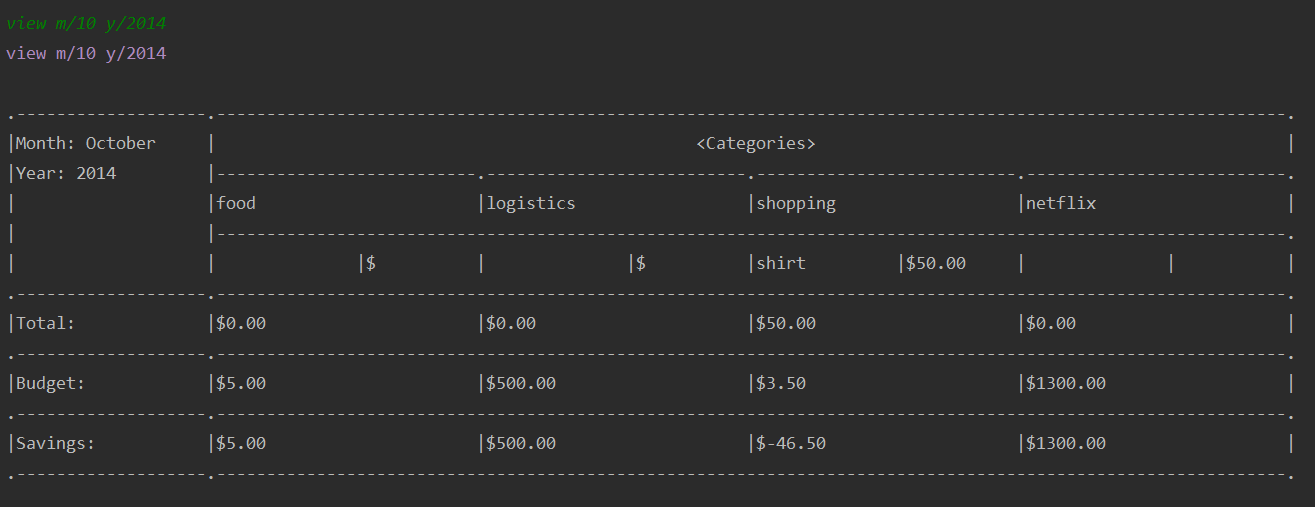 view m/10 y/2014
view m/10 y/2014
.-------------------.-----------------------------------------------------------------------------------------------------------.
|Month: October     |                                                <Categories>                                               |
|Year: 2014         |--------------------------.--------------------------.--------------------------.--------------------------.
|                   |food                      |logistics                 |shopping                  |netflix                   |
|                   |-----------------------------------------------------------------------------------------------------------.
|                   |              |$          |              |$          |shirt         |$50.00     |              |           |
.-------------------.-----------------------------------------------------------------------------------------------------------.
|Total:             |$0.00                     |$0.00                     |$50.00                    |$0.00                     |
.-------------------.-----------------------------------------------------------------------------------------------------------.
|Budget:            |$5.00                     |$500.00                   |$3.50                     |$1300.00                  |
.-------------------.-----------------------------------------------------------------------------------------------------------.
|Savings:           |$5.00                     |$500.00                   |$-46.50                   |$1300.00                  |
.-------------------.-----------------------------------------------------------------------------------------------------------.